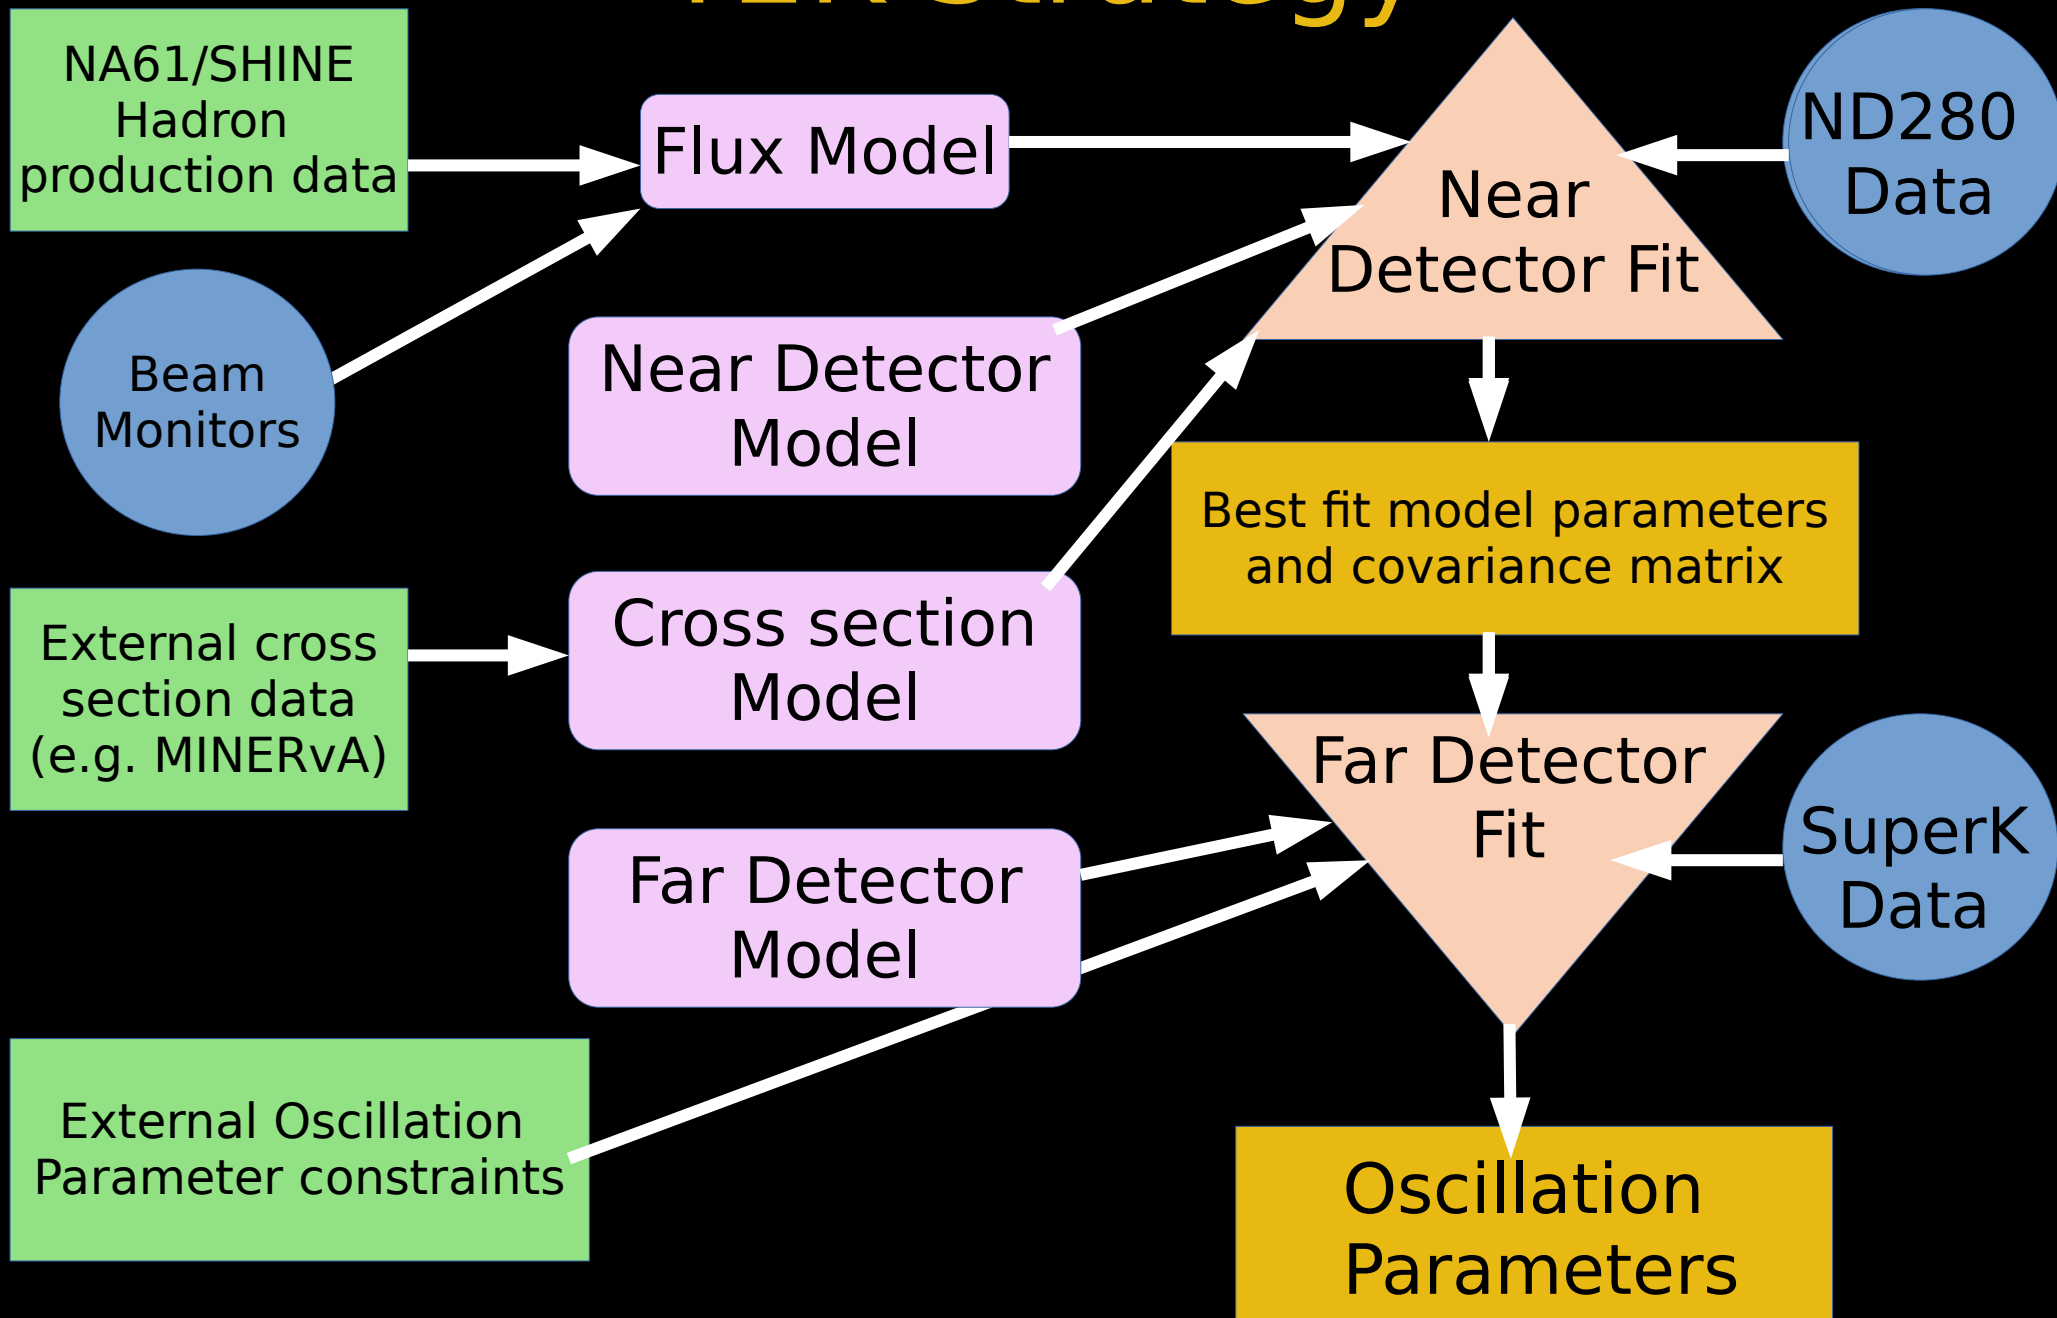 Strategy
NA61/SHINE
Hadron
production data
Flux Model
ND280
Data
Near
Detector Fit
Beam
Monitors
Near Detector
Model
Best fit model parameters
and covariance matrix
External cross
section data
(e.g. MINERvA)
Cross section
Model
Far Detector
Fit
SuperK
Data
Far Detector
Model
External Oscillation
Parameter constraints
Oscillation
Parameters